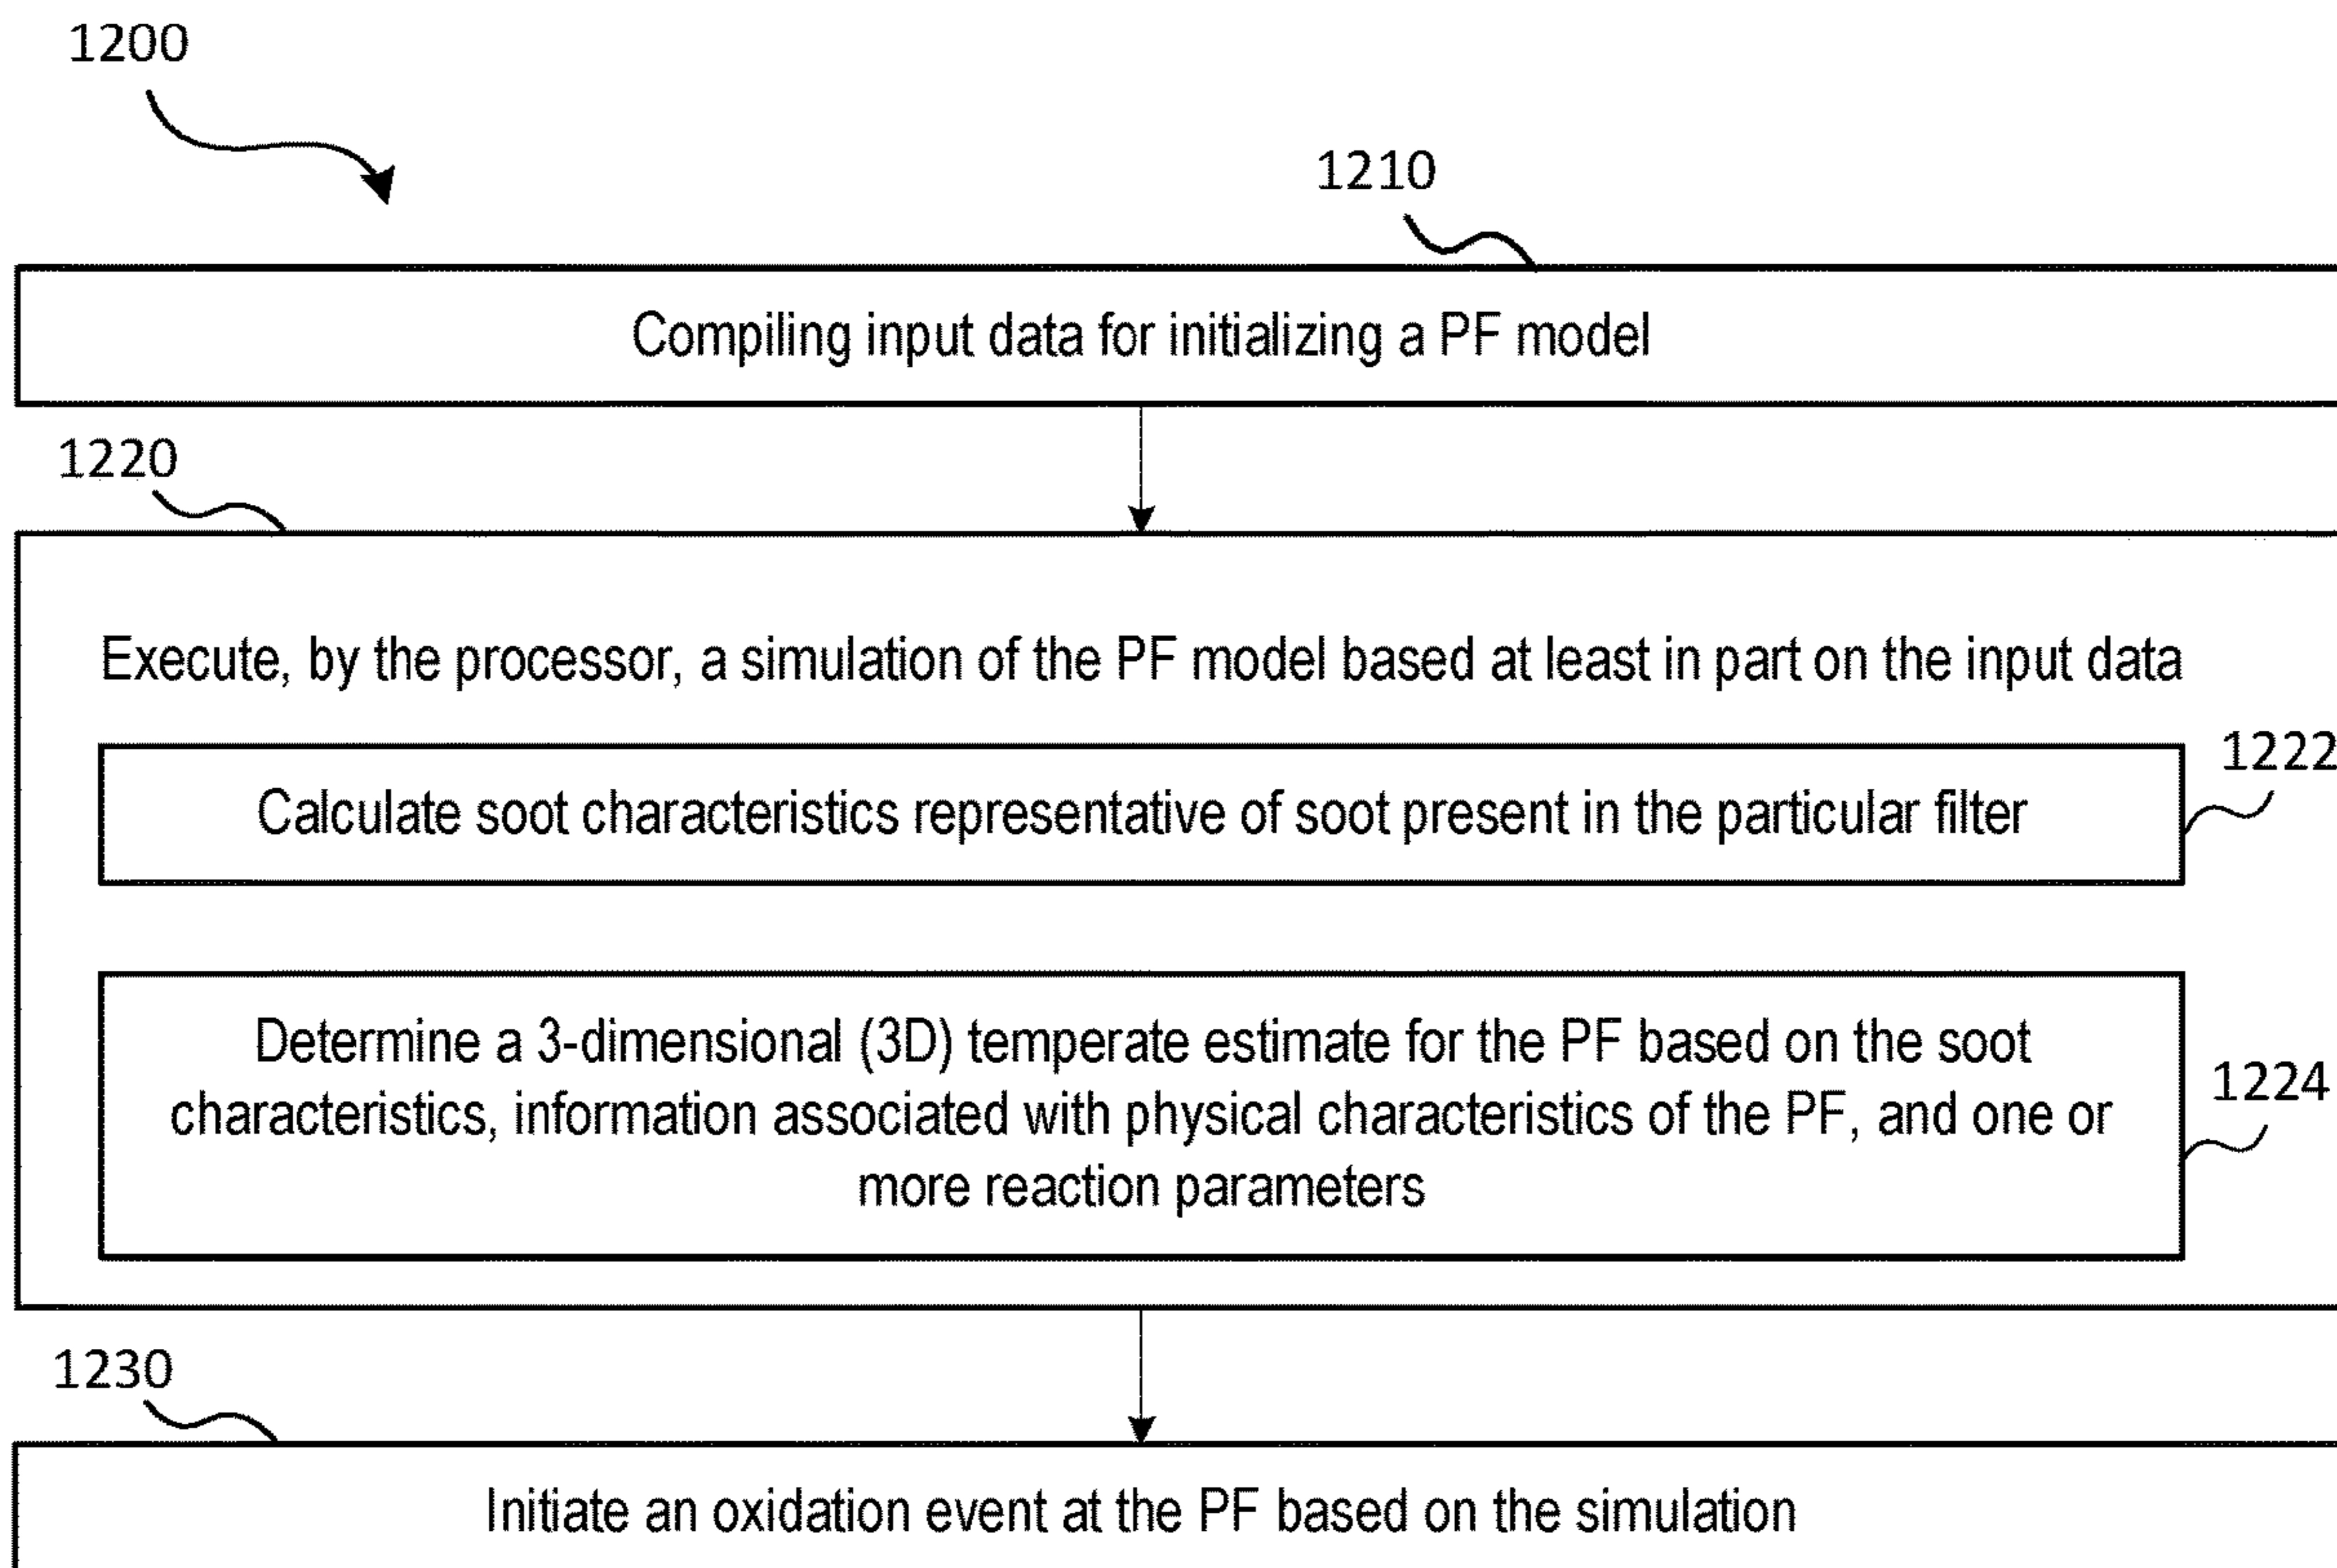 1200
1210
Compiling input data for initializing a PF model
1220
Execute, by the processor, a simulation of the PF model based at least in part on the input data
1222
Calculate soot characteristics representative of soot present in the particular filter
Determine a 3-dimensional (3D) temperate estimate for the PF based on the soot
characteristics, information associated with physical characteristics of the PF, and one or
more reaction parameters
1224
1230
Initiate an oxidation event at the PF based on the simulation